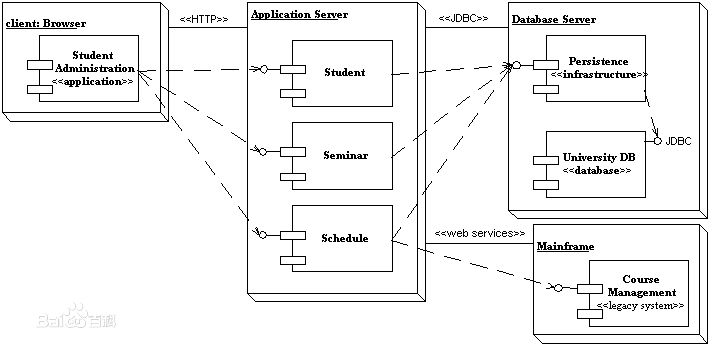 client: Browser
Student
Administration
<<application>>
<<HTTP>>
Application Server
Student
Seminar
Schedule
<<JDBC>>
Database Server
Persistence
<<infrastructure>>
JDBC
University DB
<<database>>
<<web services>>
Mainframe
Course
Management
<<legacy system>>
Bai百科